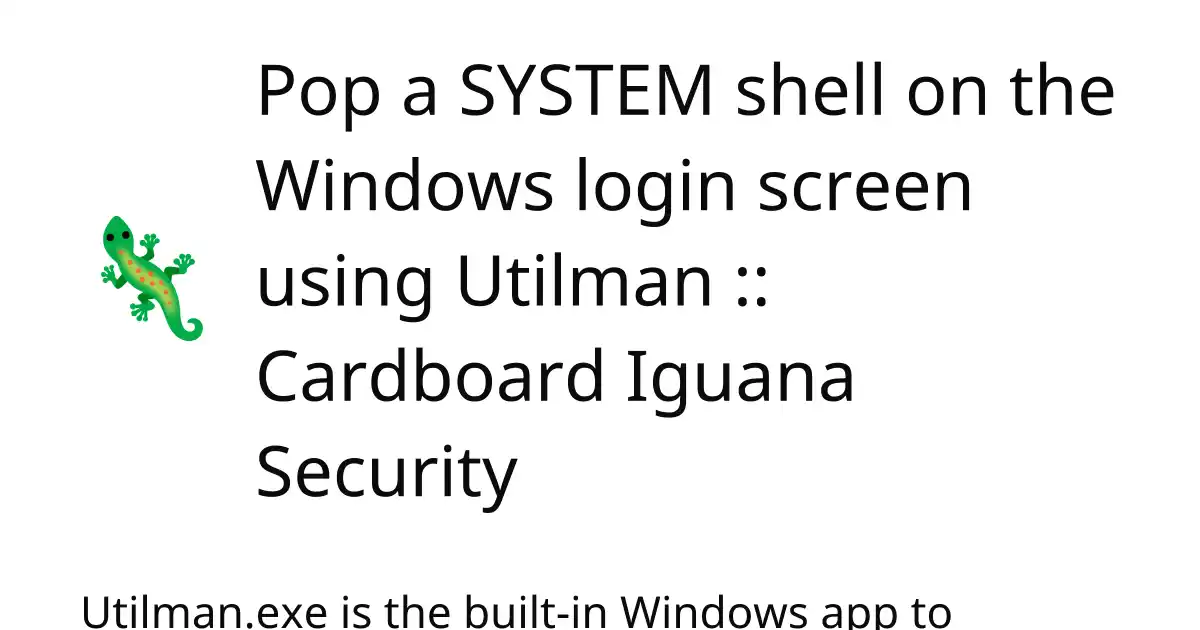 Pop a SYSTEM shell on the
Windows login screen
using Utilman ::
Cardboard Iguana
Security
Utilman.exe is the built-in Windows app to